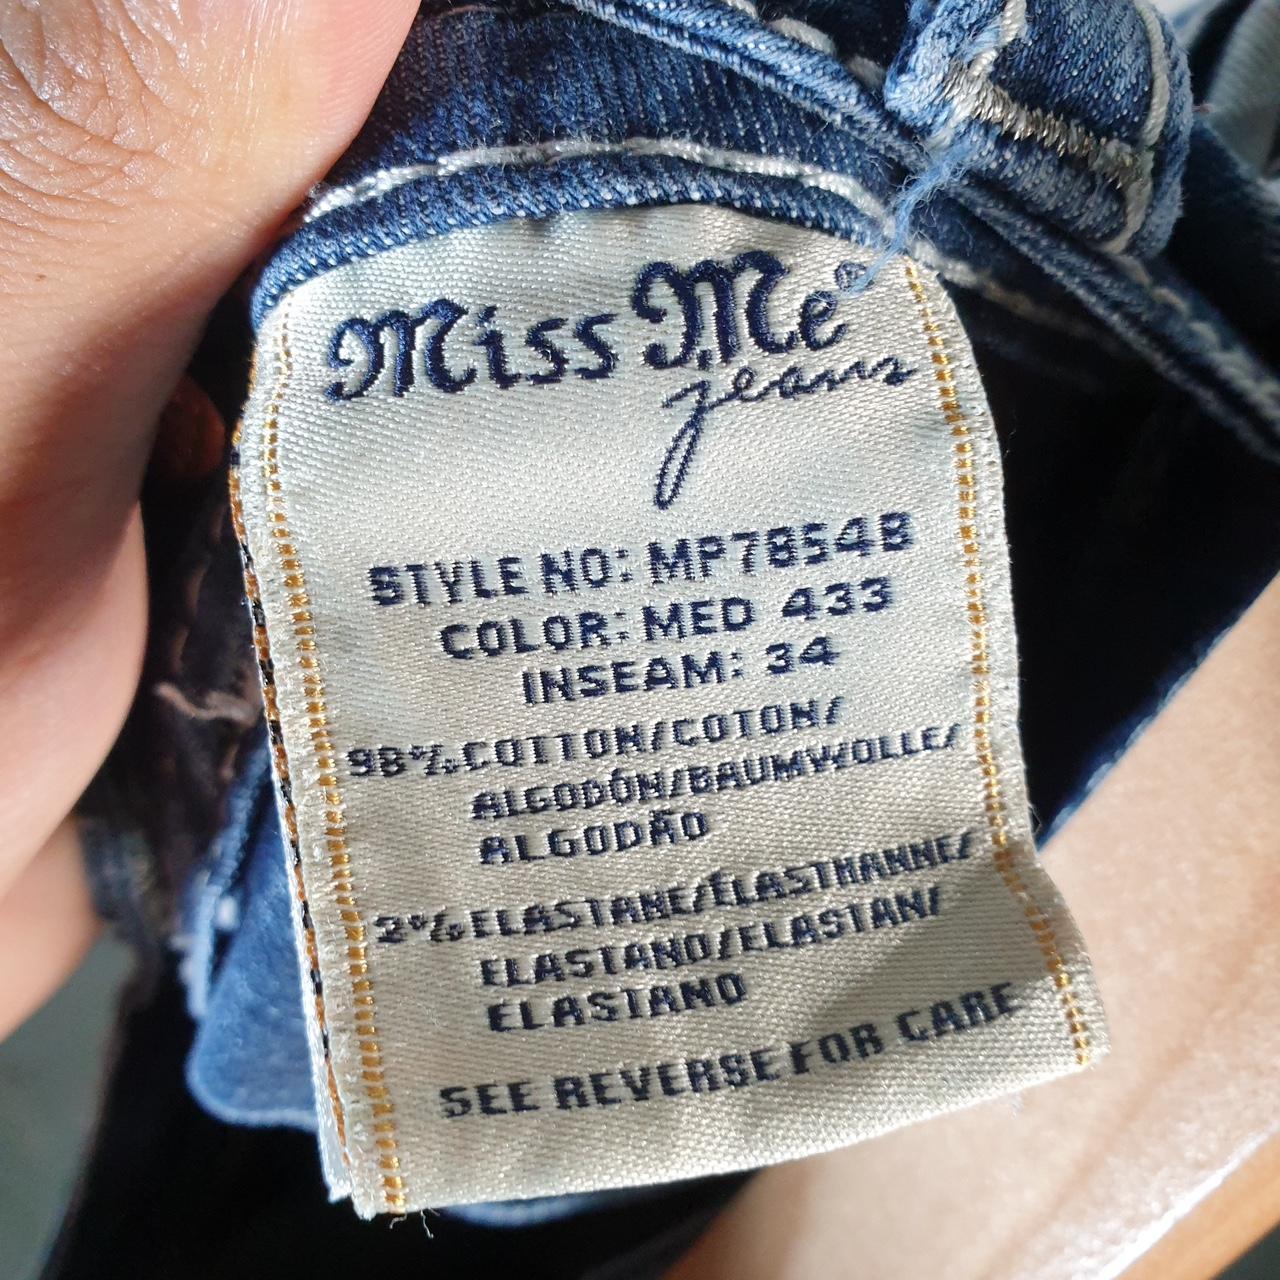 Miss Me®
jeans
STYLE NO: MP7854B
COLOR: MED 433
INSEAM: 34
98% COTTON/COTON/
ALGODÓN/BAUMWOLLE/
ALGODÃO
2% ELASTANE/ÉLASTHANNE/
ELASTANO/ELASTAN/
ELASTANO
SEE REVERSE FOR CARE